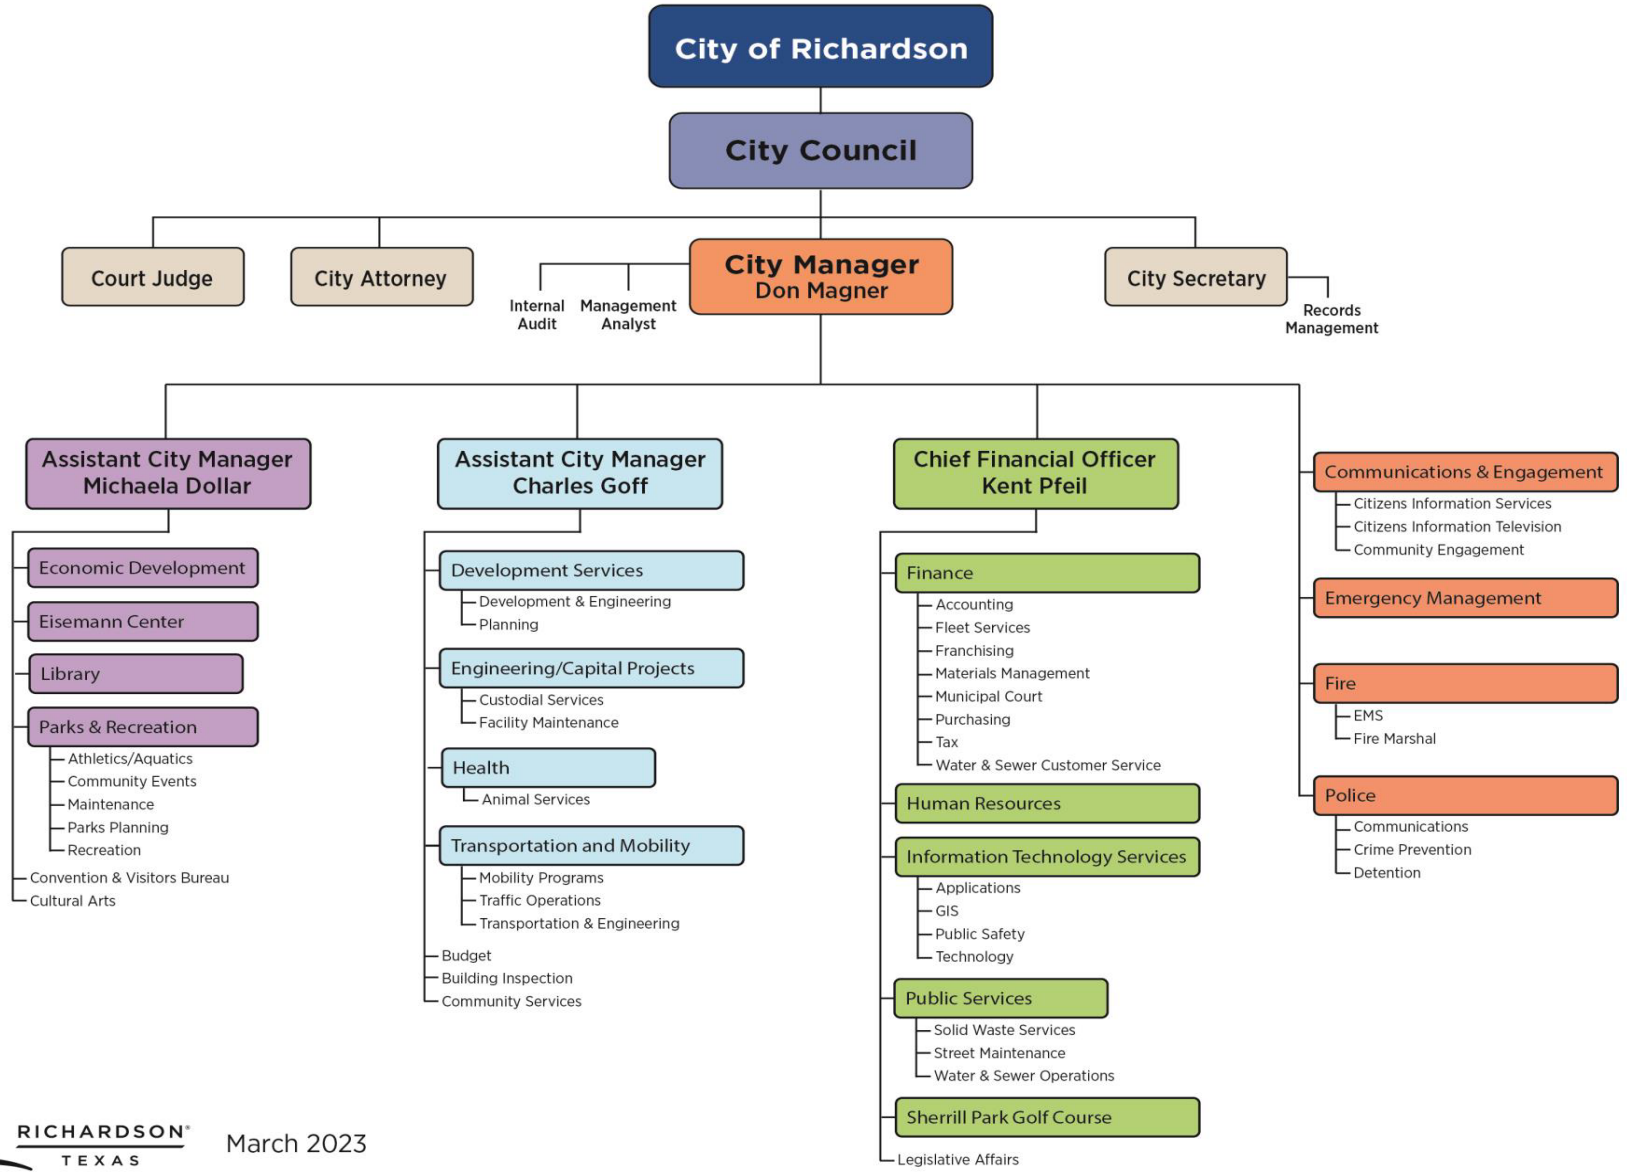 City of Richardson
City Council
Court Judge
City Attorney
Internal
Audit
Management
Analyst
City Manager
Don Magner
City Secretary
Records
Management
Assistant City Manager
Michaela Dollar
Economic Development
Eisemann Center
Library
Parks & Recreation
Athletics/Aquatics
Community Events
Maintenance
Parks Planning
Recreation
Convention & Visitors Bureau
Cultural Arts
Assistant City Manager
Charles Goff
Development Services
Development & Engineering
Planning
Engineering/Capital Projects
Custodial Services
Facility Maintenance
Health
Animal Services
Transportation and Mobility
Mobility Programs
Traffic Operations
Transportation & Engineering
Budget
Building Inspection
Community Services
Chief Financial Officer
Kent Pfeil
Finance
Accounting
Fleet Services
Franchising
Materials Management
Municipal Court
Purchasing
Tax
Water & Sewer Customer Service
Human Resources
Information Technology Services
Applications
GIS
Public Safety
Technology
Public Services
Solid Waste Services
Street Maintenance
Water & Sewer Operations
Sherrill Park Golf Course
Legislative Affairs
Communications & Engagement
Citizens Information Services
Citizens Information Television
Community Engagement
Emergency Management
Fire
EMS
Fire Marshal
Police
Communications
Crime Prevention
Detention
RICHARDSON®
TEXAS
March 2023